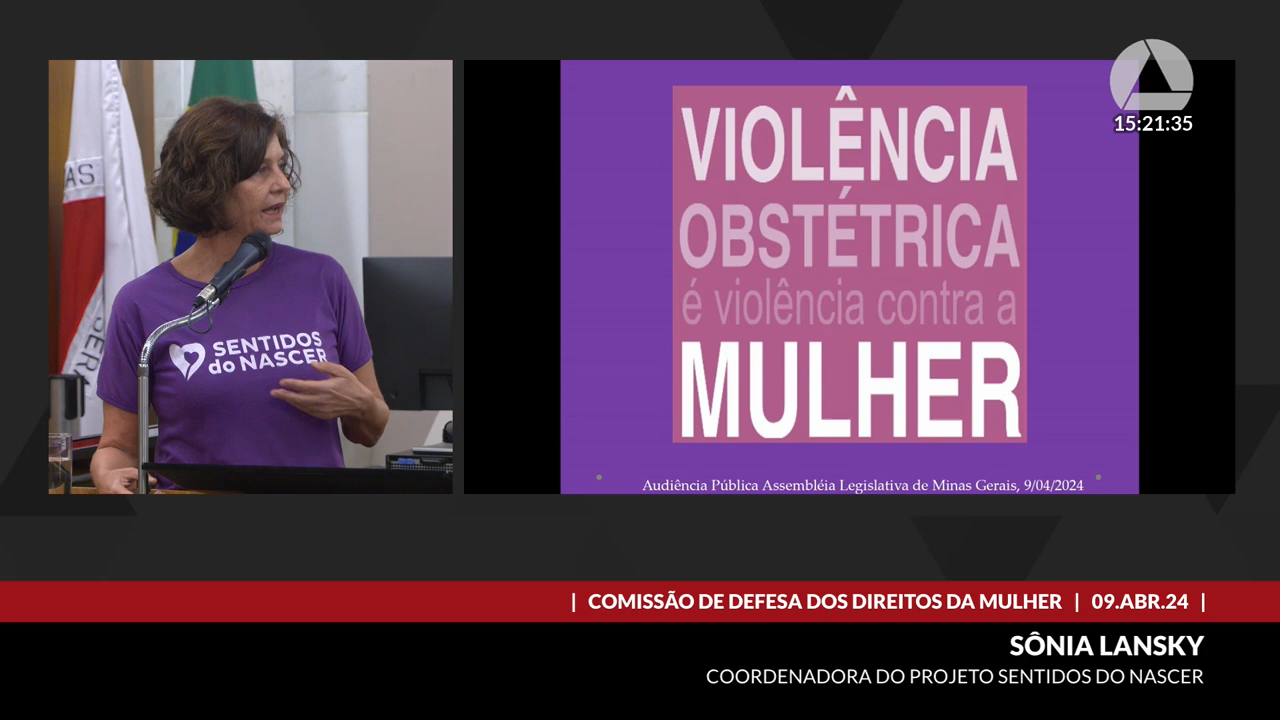 AS
SENTIDOS
do NASCER
VIOLÊNCIA
OBSTÉTRICA
é violência contra a
MULHER
Audiência Pública Assembléia Legislativa de Minas Gerais, 9/04/2024
15:21:35
| COMISSÃO DE DEFESA DOS DIREITOS DA MULHER | 09.ABR.24 |
SÔNIA LANSKY
COORDENADORA DO PROJETO SENTIDOS DO NASCER